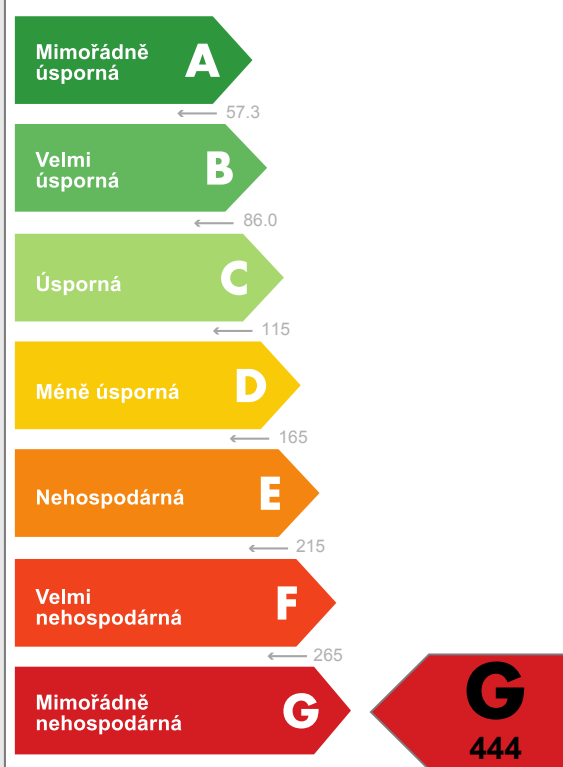 Mimořádně
úsporná
A
← 57.3
Velmi
úsporná
B
← 86.0
Úsporná
C
← 115
Méně úsporná
D
← 165
Nehospodárná
E
← 215
Velmi
nehospodárná
F
← 265
Mimořádně
nehospodárná
G
G
444